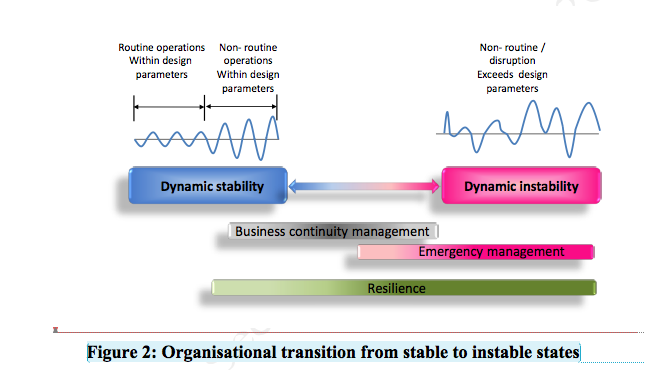 Routine operations
Within design
parameters
Non- routine
operations
Within design
parameters
Non- routine /
disruption
Exceeds design
parameters
Dynamic stability
Dynamic instability
Business continuity management
Emergency management
Resilience
Figure 2: Organisational transition from stable to instable states